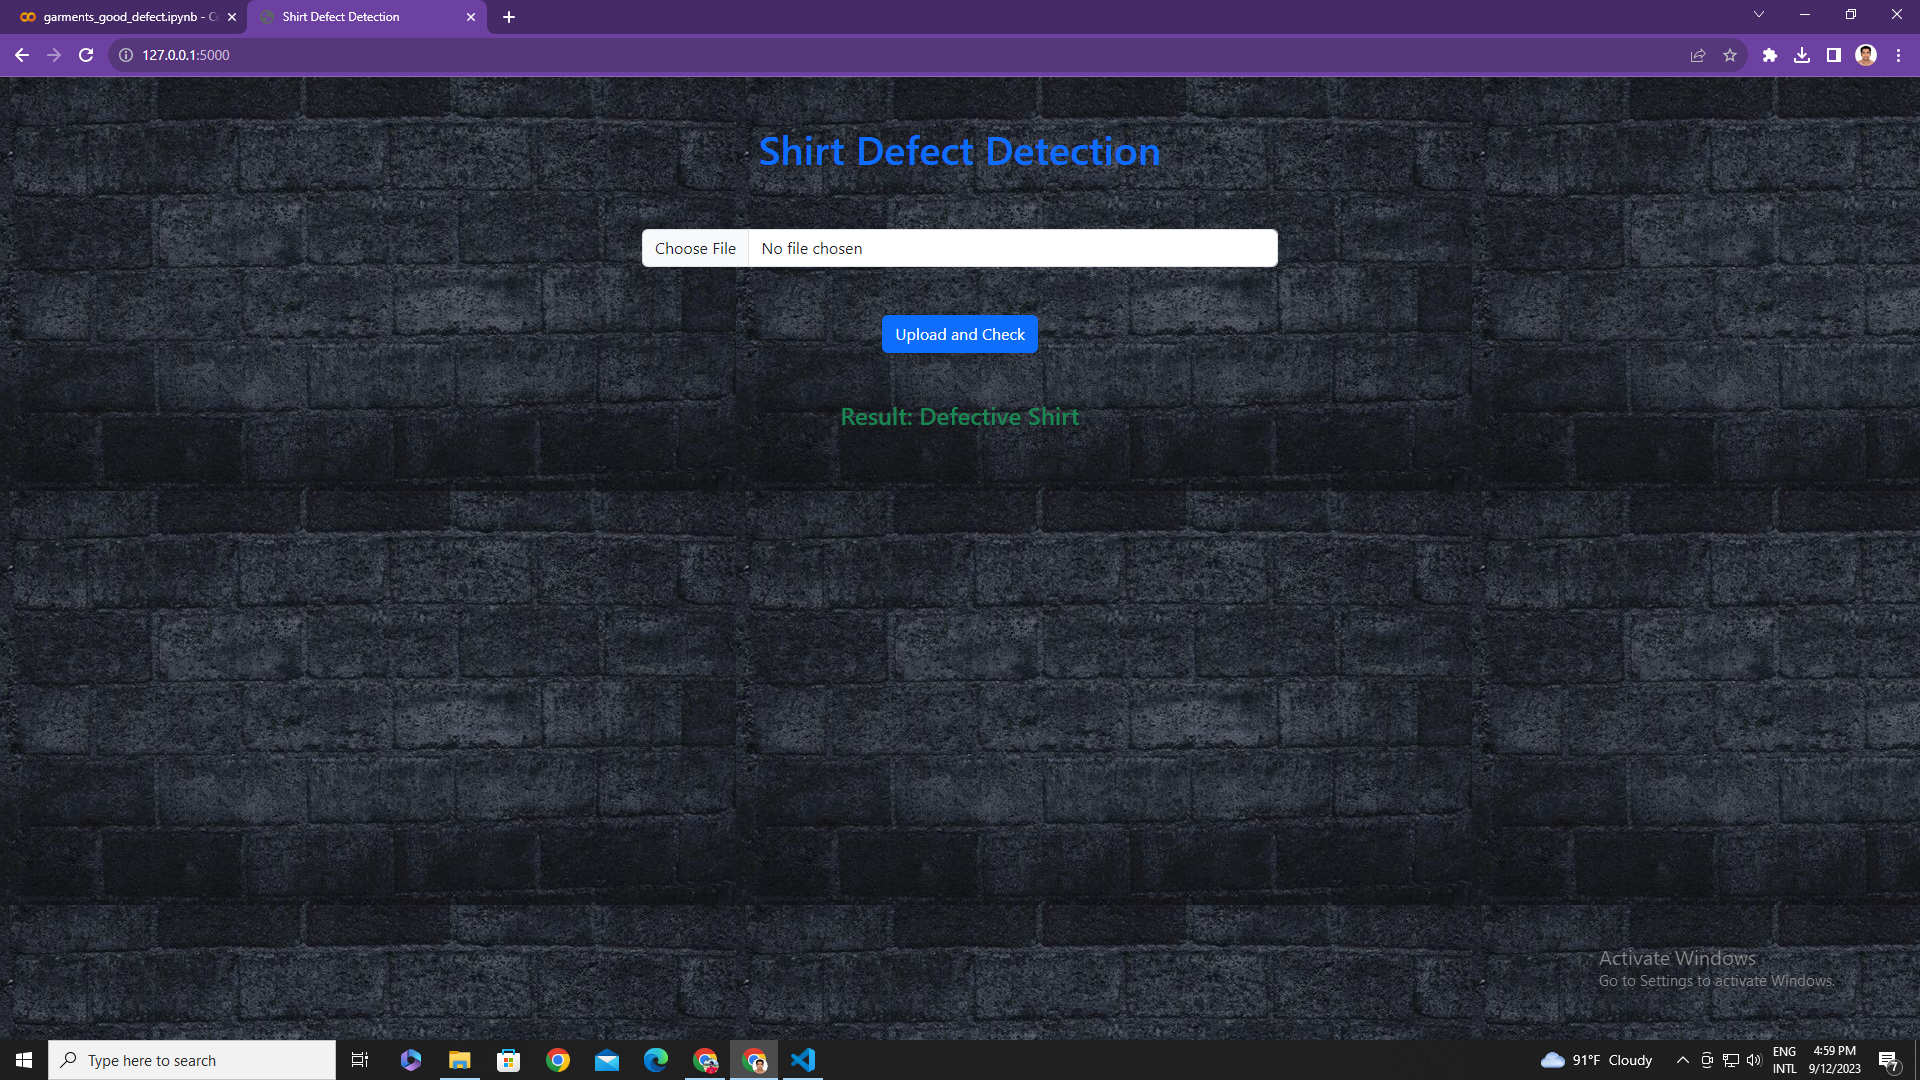 garments_good_defect.ipynb - C
Shirt Defect Detection
127.0.0.1:5000
Shirt Defect Detection
Choose File No file chosen
Upload and Check
Result: Defective Shirt
Activate Windows
Go to Settings to activate Windows.
Type here to search
91°F Cloudy
ENG
INTL
4:59 PM
9/12/2023
7